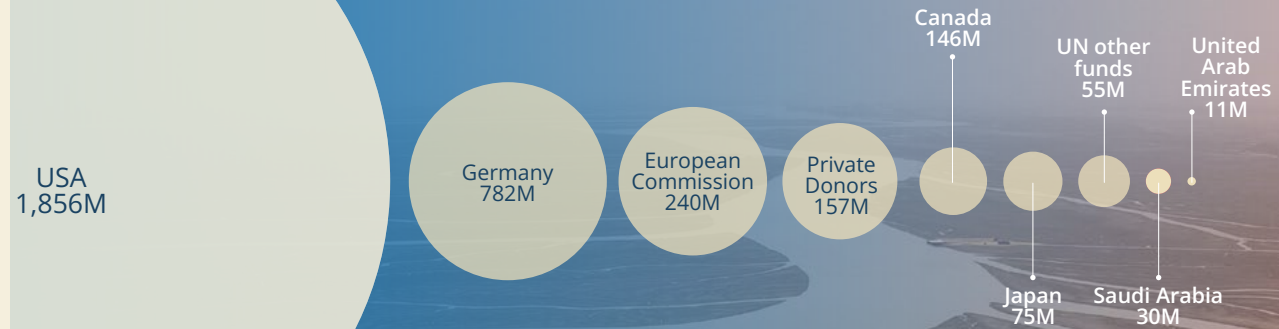 USA
1,856M
Germany
782M
European
Commission
240M
Private
Donors
157M
Canada
146M
Japan
75M
UN other
funds
55M
Saudi Arabia
30M
United
Arab
Emirates
11M